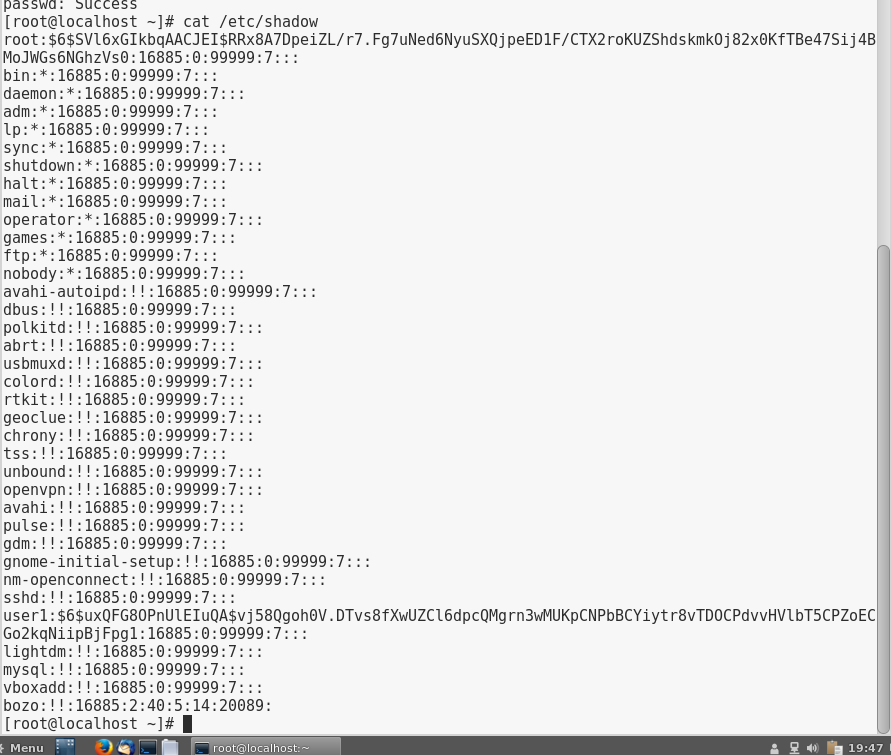 passwd: Success
[root@localhost ~]# cat /etc/shadow
root:$6$SVl6xGIkbqAACJEI$RRx8A7DpeiZL/r7.Fg7uNed6NyuSXQjpeED1F/CTX2roKUZShdskmkOj82x0KfTBe47Sij4B
MoJWGs6NGhzVs0:16885:0:99999:7:::
bin:*:16885:0:99999:7:::
daemon:*:16885:0:99999:7:::
adm:*:16885:0:99999:7:::
lp:*:16885:0:99999:7:::
sync:*:16885:0:99999:7:::
shutdown:*:16885:0:99999:7:::
halt:*:16885:0:99999:7:::
mail:*:16885:0:99999:7:::
operator:*:16885:0:99999:7:::
games:*:16885:0:99999:7:::
ftp:*:16885:0:99999:7:::
nobody:*:16885:0:99999:7:::
avahi-autoipd:!!:16885:0:99999:7:::
dbus:!!:16885:0:99999:7:::
polkitd:!!:16885:0:99999:7:::
abrt:!!:16885:0:99999:7:::
usbmuxd:!!:16885:0:99999:7:::
colord:!!:16885:0:99999:7:::
rtkit:!!:16885:0:99999:7:::
geoclue:!!:16885:0:99999:7:::
chrony:!!:16885:0:99999:7:::
tss:!!:16885:0:99999:7:::
unbound:!!:16885:0:99999:7:::
openvpn:!!:16885:0:99999:7:::
avahi:!!:16885:0:99999:7:::
pulse:!!:16885:0:99999:7:::
gdm:!!:16885:0:99999:7:::
gnome-initial-setup:!!:16885:0:99999:7:::
nm-openconnect:!!:16885:0:99999:7:::
sshd:!!:16885:0:99999:7:::
user1:$6$uxQFG8OPnUlEIuQA$vj58Qgoh0V.DTvs8fXwUZCl6dpcQMgrn3wMUKpCNPbBCYiytr8vTDOCPdvvHVlbT5CPZoEC
Go2kqNiipBjFpg1:16885:0:99999:7:::
lightdm:!!:16885:0:99999:7:::
mysql:!!:16885:0:99999:7:::
vboxadd:!!:16885:0:99999:7:::
bozo:!!:16885:2:40:5:14:20089:
[root@localhost ~]#
Menu root@localhost:~ 19:47